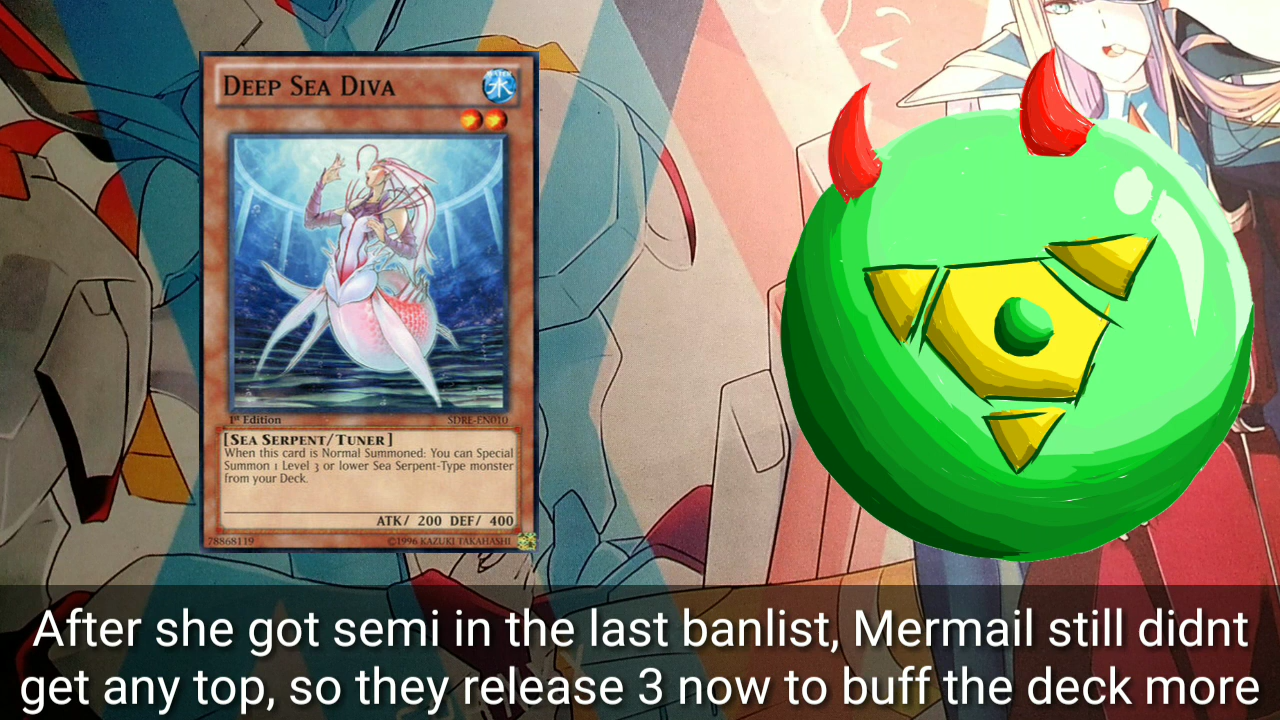 DEEP SEA DIVA
WATER
水
1st Edition
SDRE-EN010
[SEA SERPENT/TUNER]
When this card is Normal Summoned: You can Special
Summon 1 Level 3 or lower Sea Serpent-Type monster
from your Deck.
ATK/ 200 DEF/ 400
78868119
©1996 KAZUKI TAKAHASHI
After she got semi in the last banlist, Mermail still didnt
get any top, so they release 3 now to buff the deck more